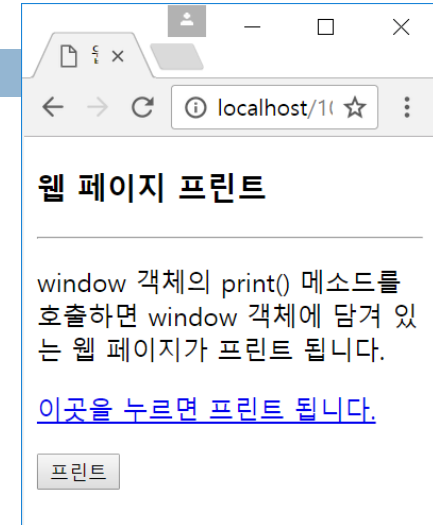 localhost/10
웹 페이지 프린트
window 객체의 print() 메소드를
호출하면 window 객체에 담겨 있
는 웹 페이지가 프린트 됩니다.
이곳을 누르면 프린트 됩니다.
프린트